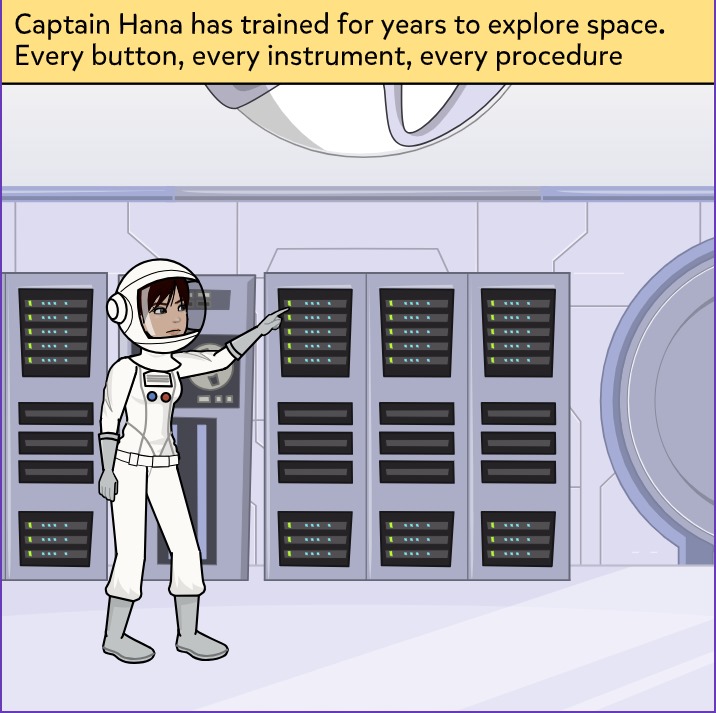 Captain Hana has trained for years to explore space.
Every button, every instrument, every procedure